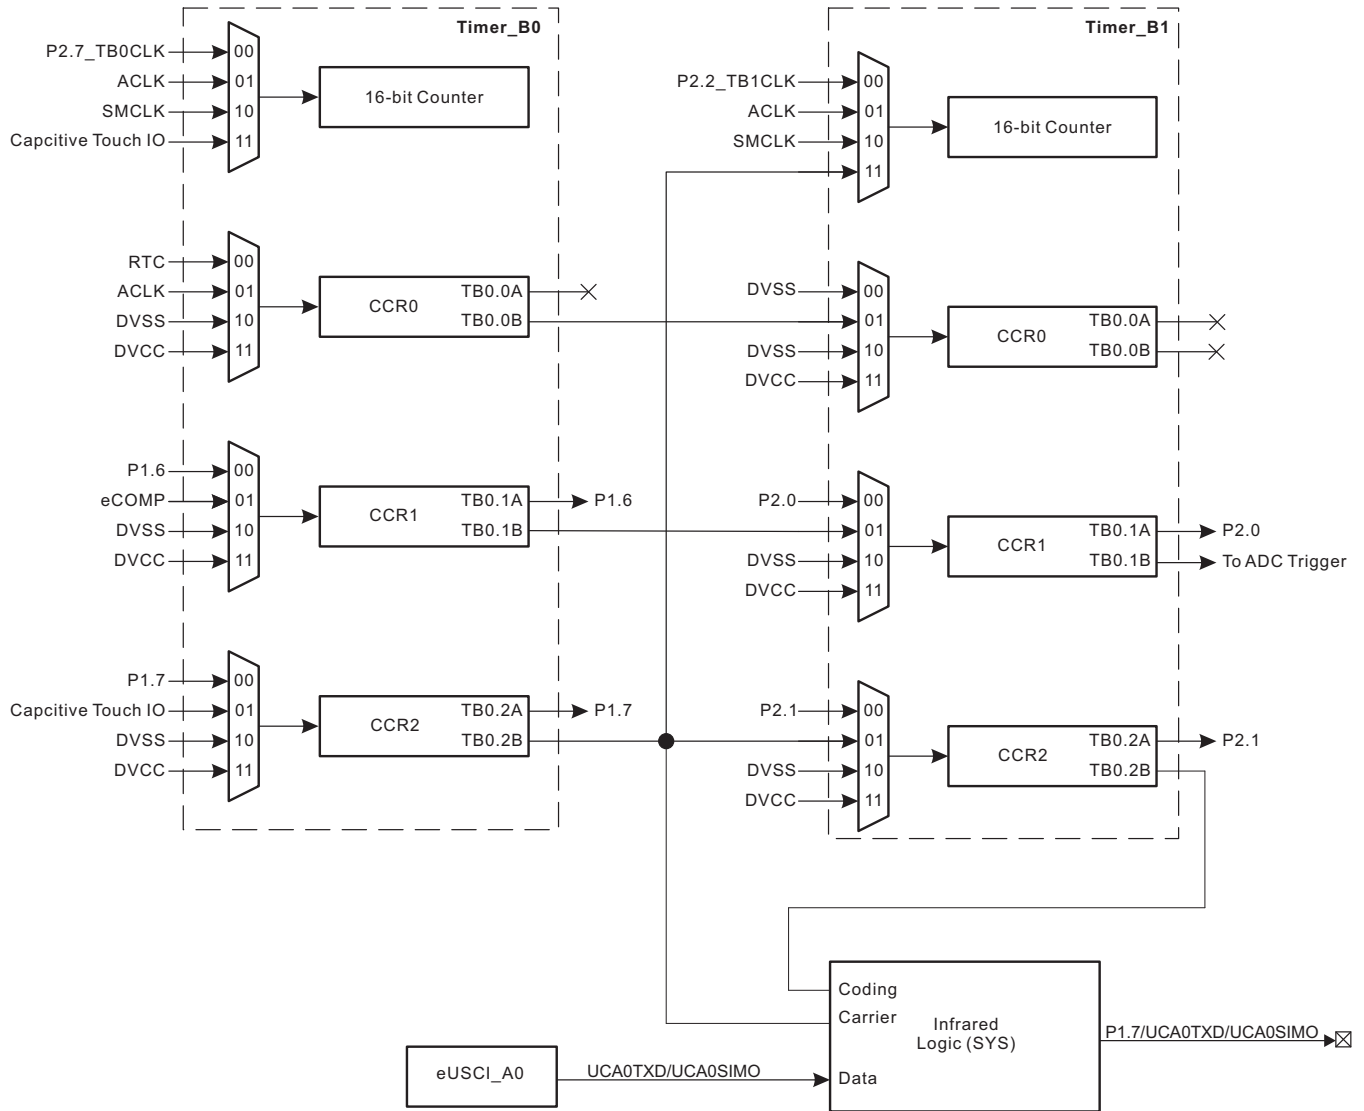 Timer_B0
P2.7_TB0CLK
00
ACLK
01
SMCLK
10
Capcitive Touch IO
11
16-bit Counter
RTC
00
ACLK
01
DVSS
10
DVCC
11
CCR0
TB0.0A
TB0.0B
P1.6
00
eCOMP
01
DVSS
10
DVCC
11
CCR1
TB0.1A
TB0.1B
P1.6
P1.7
00
Capcitive Touch IO
01
DVSS
10
DVCC
11
CCR2
TB0.2A
TB0.2B
P1.7
Timer_B1
P2.2_TB1CLK
00
ACLK
01
SMCLK
10
11
16-bit Counter
DVSS
00
01
DVSS
10
DVCC
11
CCR0
TB0.0A
TB0.0B
P2.0
00
01
DVSS
10
DVCC
11
CCR1
TB0.1A
TB0.1B
P2.0
To ADC Trigger
P2.1
00
01
DVSS
10
DVCC
11
CCR2
TB0.2A
TB0.2B
P2.1
Coding
Carrier
Data
Infrared
Logic (SYS)
P1.7/UCA0TXD/UCA0SIMO
eUSCI_A0
UCA0TXD/UCA0SIMO